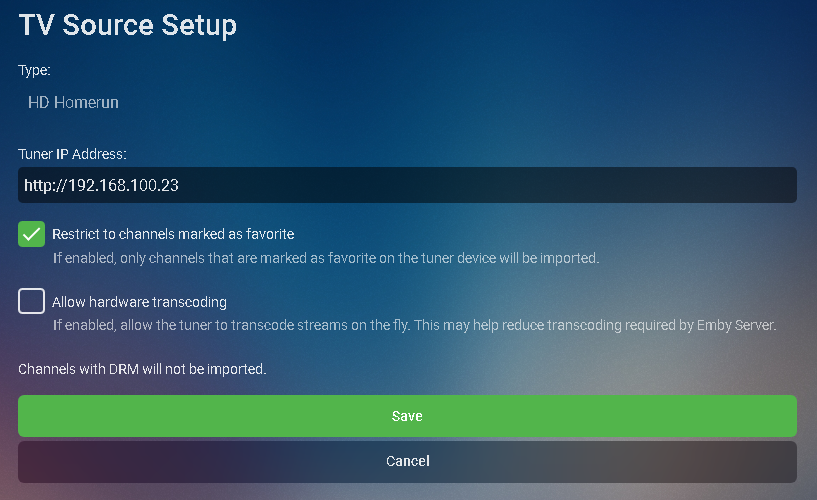 TV Source Setup
Type:
HD Homerun
Tuner IP Address:
http://192.168.100.23
Restrict to channels marked as favorite
If enabled, only channels that are marked as favorite on the tuner device will be imported.
Allow hardware transcoding
If enabled, allow the tuner to transcode streams on the fly. This may help reduce transcoding required by Emby Server.
Channels with DRM will not be imported.
Save
Cancel